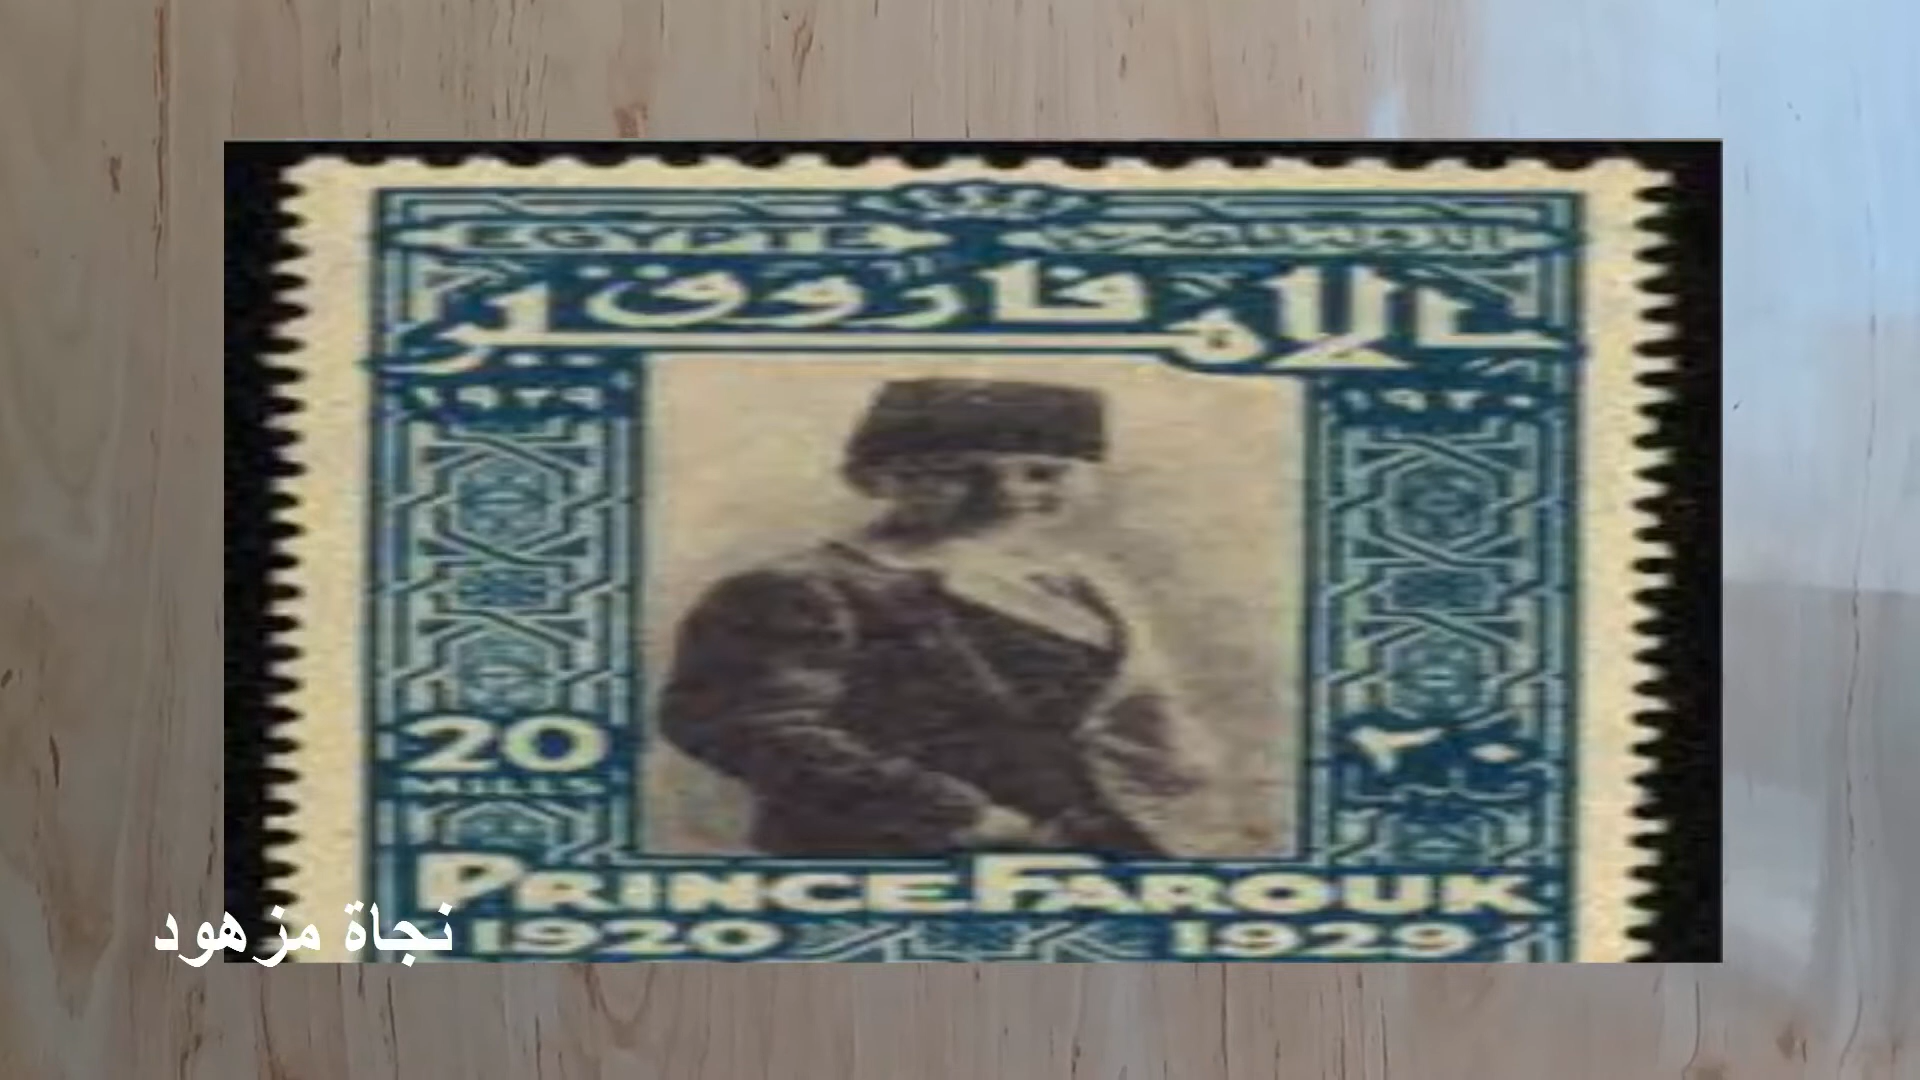 EGYPTE
الأمير فاروق
١٩٢٩ ١٩٢٠
20 ٢٠
MILLS
PRINCE FAROUK
1920 1929
نجاة مزهود